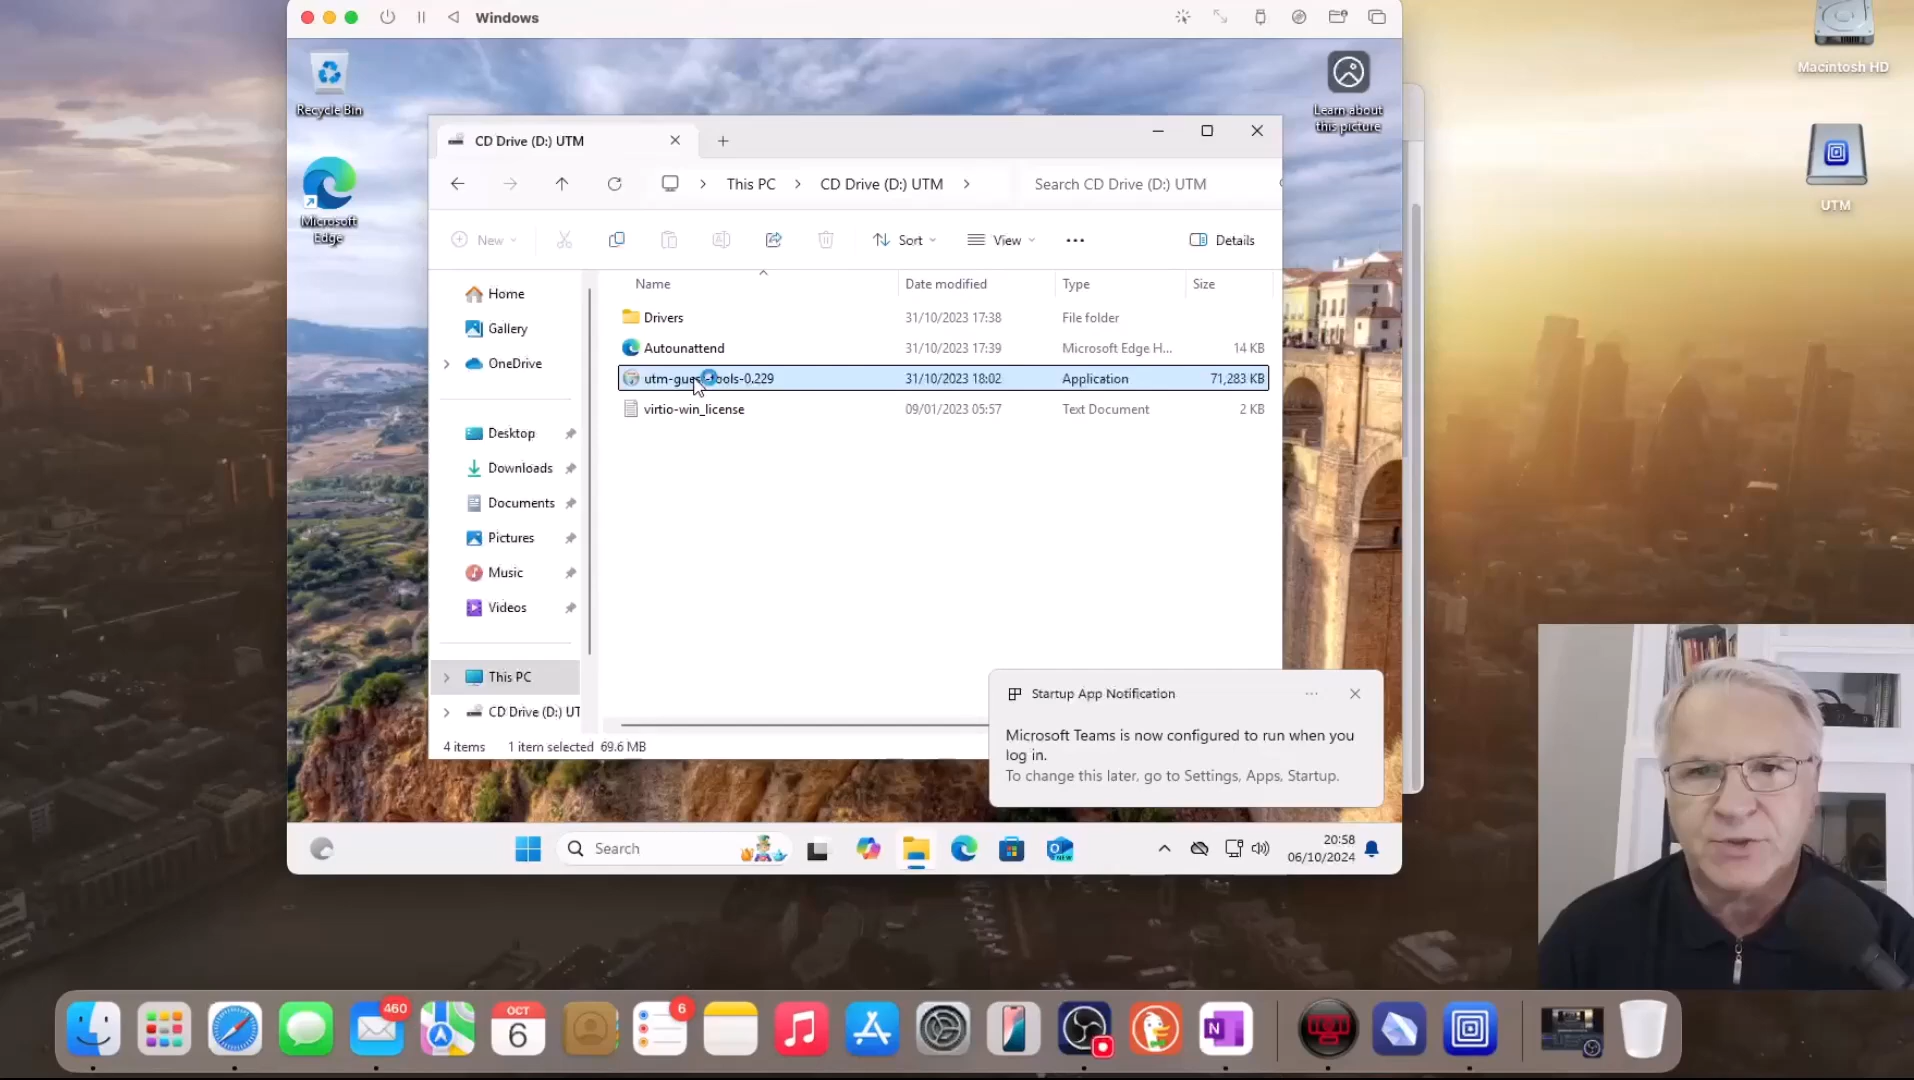 Windows
Macintosh HD
UTM
Recycle Bin
Microsoft
Edge
Learn about
this picture
CD Drive (D:) UTM
This PC
CD Drive (D:) UTM
Search CD Drive (D:) UTM
New
Sort
View
Details
Name
Date modified
Type
Size
Home
Gallery
OneDrive
Desktop
Downloads
Documents
Pictures
Music
Videos
This PC
CD Drive (D:) UT
Drivers 31/10/2023 17:38 File folder
Autounattend 31/10/2023 17:39 Microsoft Edge H... 14 KB
31/10/2023 18:02 Application 71,283 KB
virtio-win_license 09/01/2023 05:57 Text Document 2 KB
4 items 1 item selected 69.6 MB
Startup App Notification
Microsoft Teams is now configured to run when you
log in.
To change this later, go to Settings, Apps, Startup.
Search
NEW
20:58
06/10/2024
460
OCT
6
6
N